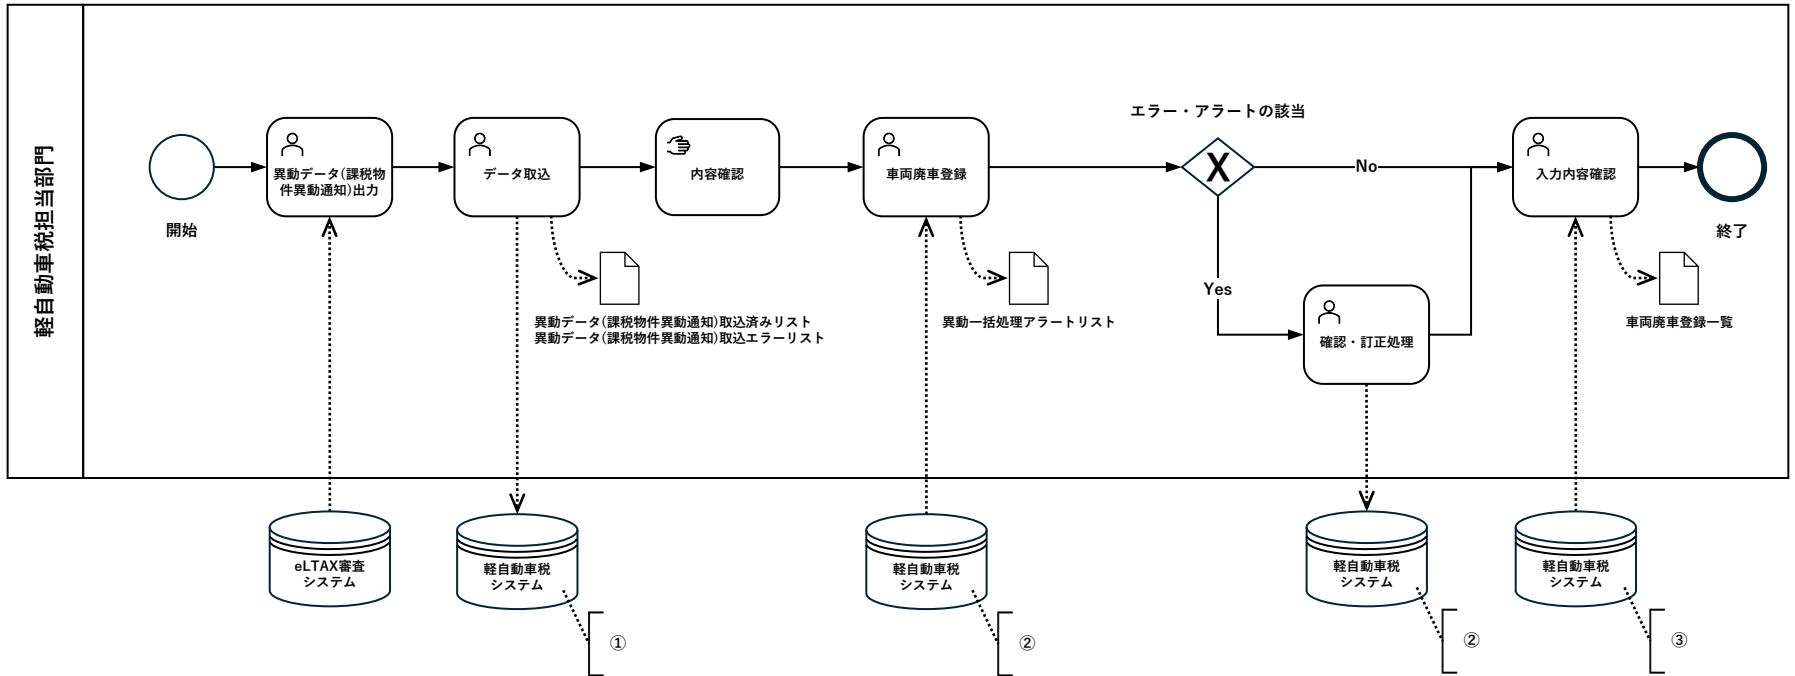 軽自動車税担当部門
開始
異動データ(課税物
件異動通知)出力
データ取込
内容確認
車両廃車登録
エラー・アラートの該当
X
No
Yes
確認・訂正処理
入力内容確認
終了
異動データ(課税物件異動通知)取込済みリスト
異動データ(課税物件異動通知)取込エラーリスト
異動一括処理アラートリスト
車両廃車登録一覧
eLTAX審査
システム
軽自動車税
システム
①
軽自動車税
システム
②
軽自動車税
システム
②
軽自動車税
システム
③